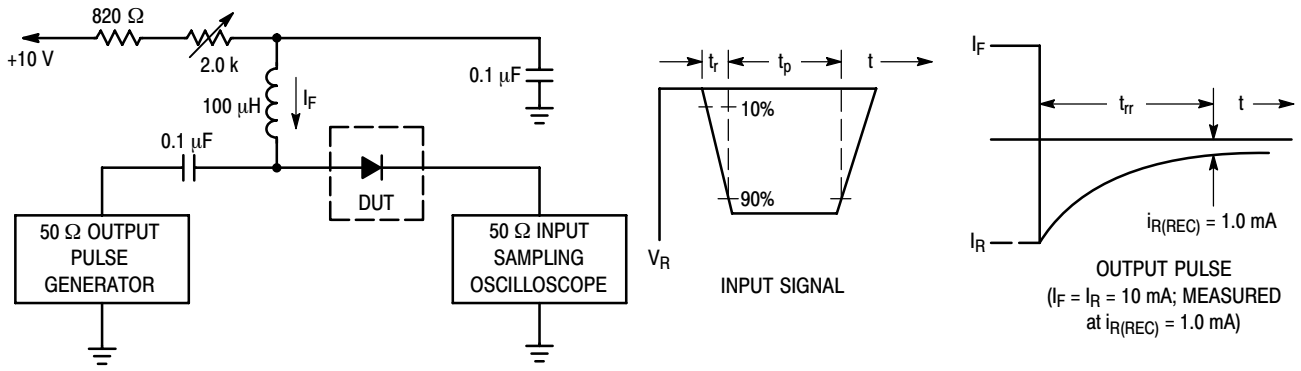 820 Ω
+10 V
2.0 k
0.1 μF
100 μH
I_F
0.1 μF
DUT
50 Ω OUTPUT
PULSE
GENERATOR
50 Ω INPUT
SAMPLING
OSCILLOSCOPE
t_r
t_p
t
10%
90%
V_R
INPUT SIGNAL
I_F
t_rr
t
I_R
i_R(REC) = 1.0 mA
OUTPUT PULSE
(I_F = I_R = 10 mA; MEASURED
at i_R(REC) = 1.0 mA)